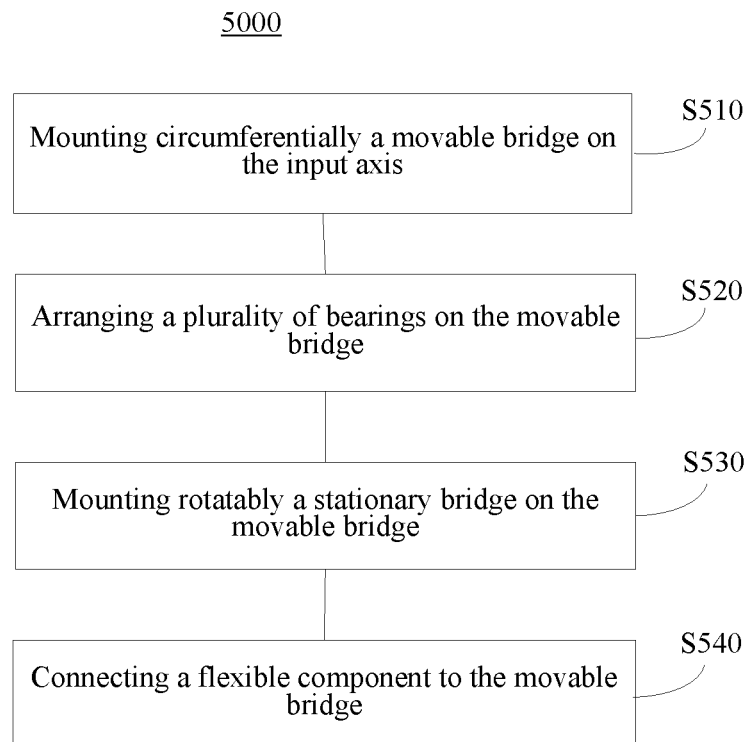 5000
Mounting circumferentially a movable bridge on
the input axis
S510
Arranging a plurality of bearings on the movable
bridge
S520
Mounting rotatably a stationary bridge on the
movable bridge
S530
Connecting a flexible component to the movable
bridge
S540